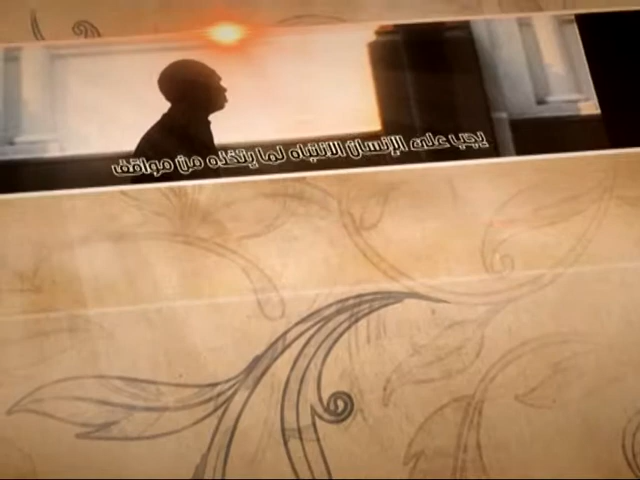 يجب على الإنسان الانتباه لما يتخذه من مواقف